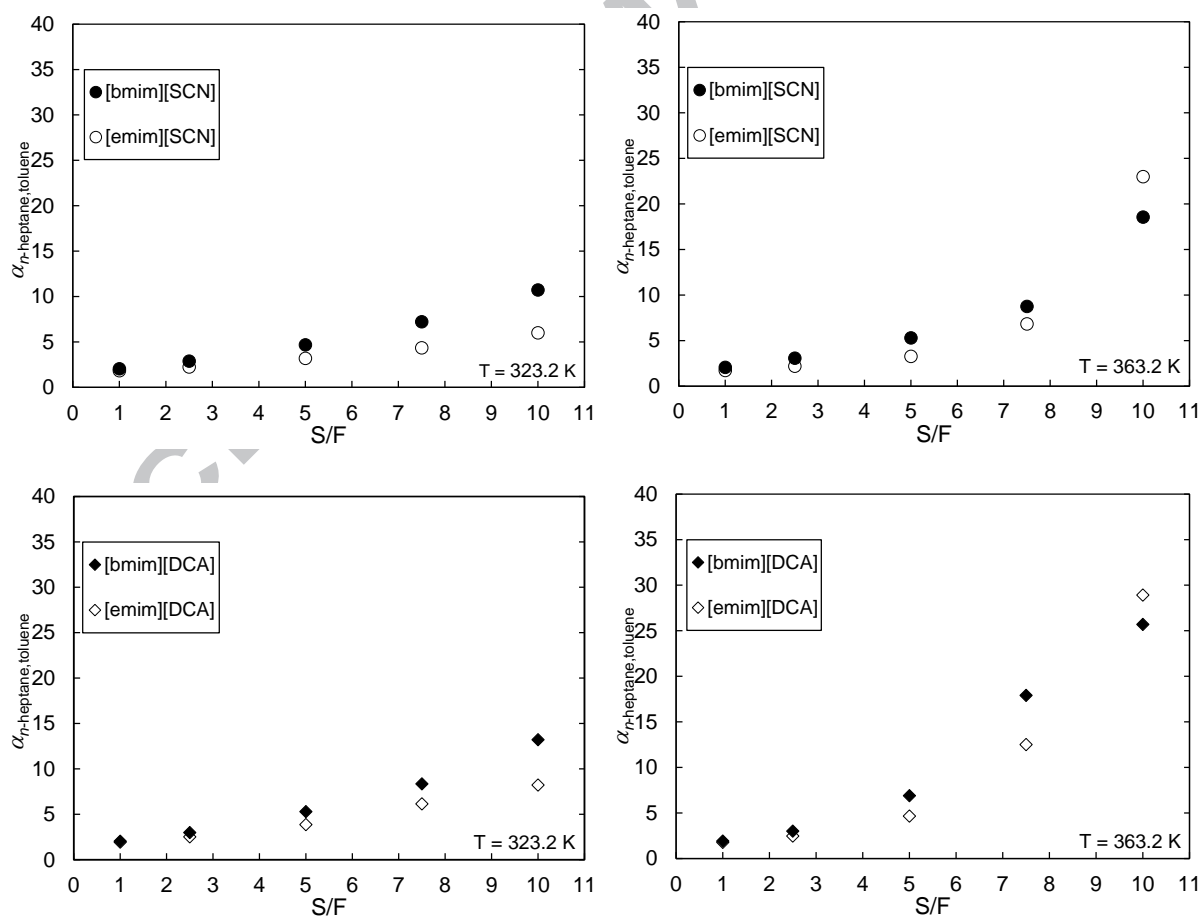 40
35
30
25
20
15
10
5
0
[bmim][SCN]
[emim][SCN]
αn-heptane,toluene
T = 323.2 K
0 1 2 3 4 5 6 7 8 9 10 11
S/F
40
35
30
25
20
15
10
5
0
[bmim][SCN]
[emim][SCN]
αn-heptane,toluene
T = 363.2 K
0 1 2 3 4 5 6 7 8 9 10 11
S/F
40
35
30
25
20
15
10
5
0
[bmim][DCA]
[emim][DCA]
αn-heptane,toluene
T = 323.2 K
0 1 2 3 4 5 6 7 8 9 10 11
S/F
40
35
30
25
20
15
10
5
0
[bmim][DCA]
[emim][DCA]
αn-heptane,toluene
T = 363.2 K
0 1 2 3 4 5 6 7 8 9 10 11
S/F